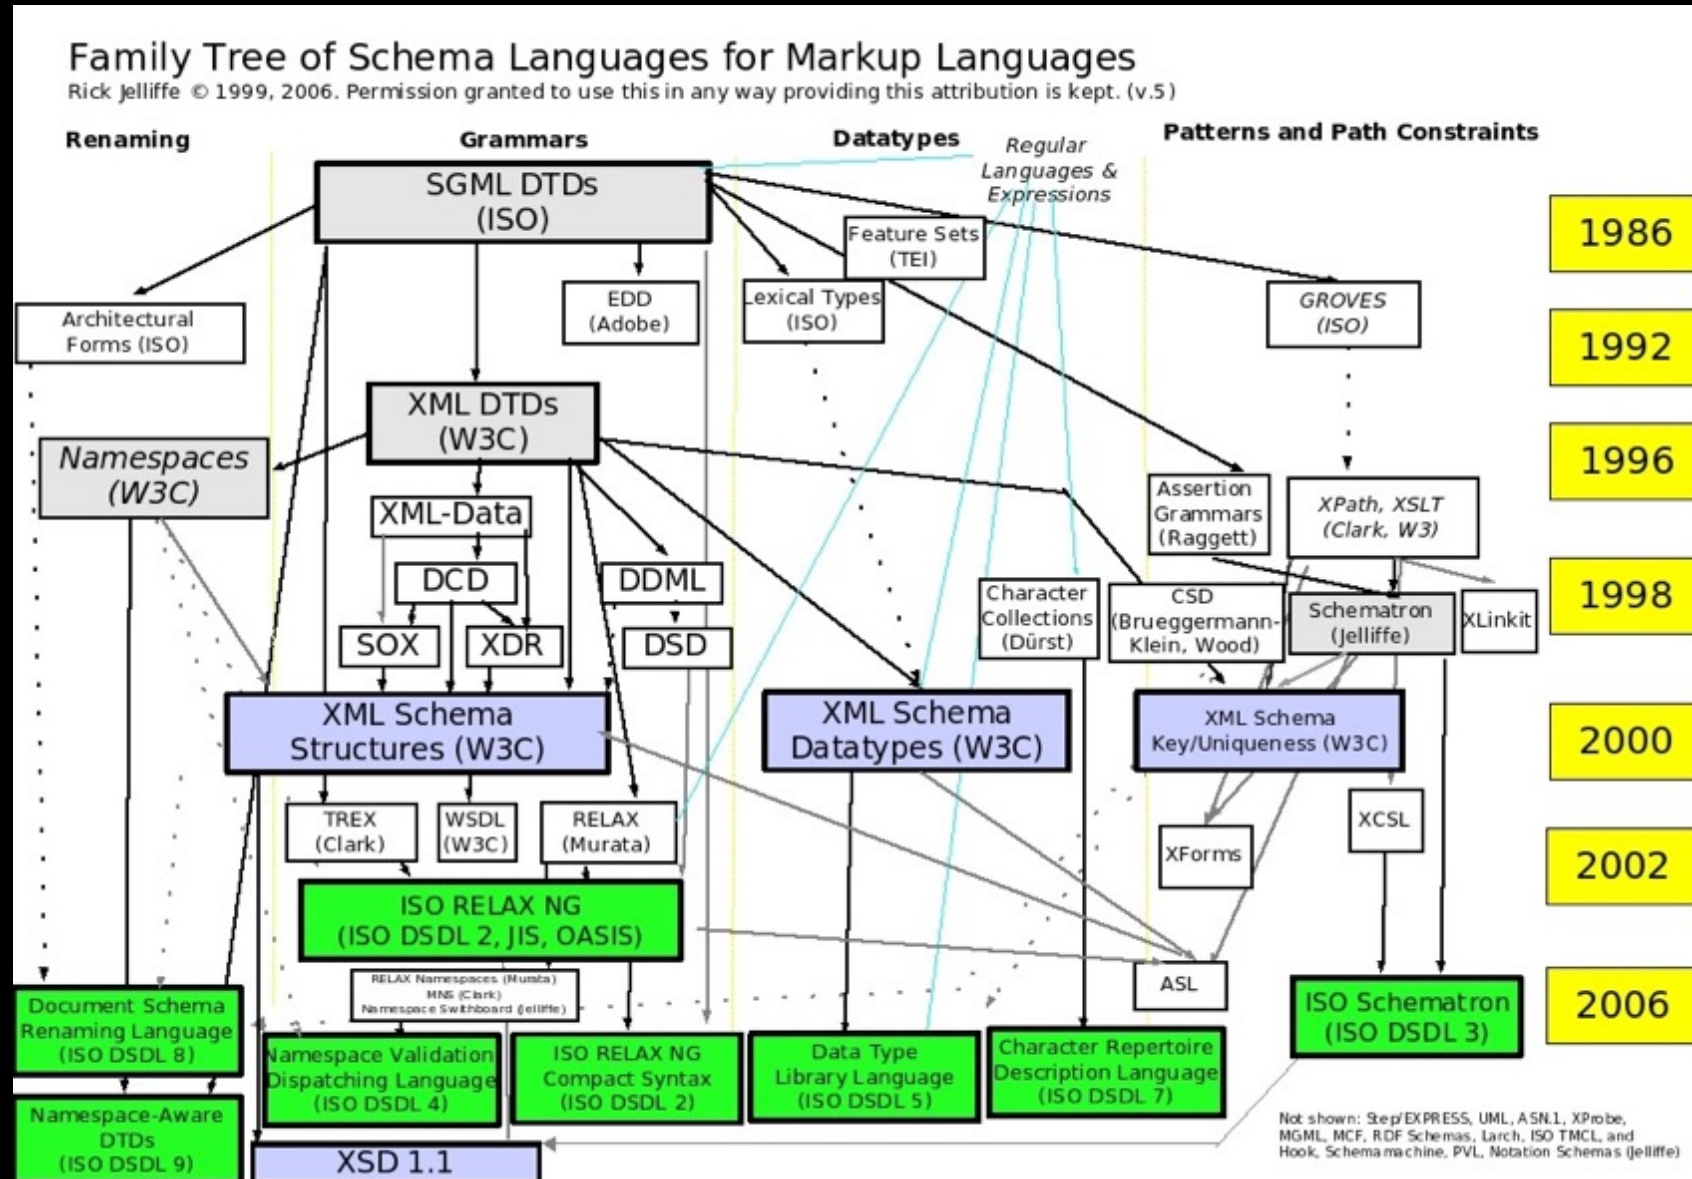 Family Tree of Schema Languages for Markup Languages
Rick Jelliffe © 1999, 2006. Permission granted to use this in any way providing this attribution is kept. (v.5)
Renaming
Grammars
Datatypes
Patterns and Path Constraints
Regular
Languages &
Expressions
SGML DTDs
(ISO)
1986
Feature Sets
(TEI)
EDD
(Adobe)
Lexical Types
(ISO)
GROVES
(ISO)
Architectural
Forms (ISO)
1992
XML DTDs
(W3C)
Namespaces
(W3C)
1996
Assertion
Grammars
(Raggett)
XPath, XSLT
(Clark, W3)
XML-Data
DCD
DDML
Character
Collections
(Dürst)
CSD
(Brueggermann-
Klein, Wood)
Schematron
(Jelliffe)
XLinkit
1998
SOX
XDR
DSD
XML Schema
Structures (W3C)
XML Schema
Datatypes (W3C)
XML Schema
Key/Uniqueness (W3C)
2000
TREX
(Clark)
WSDL
(W3C)
RELAX
(Murata)
XCSL
XForms
2002
ISO RELAX NG
(ISO DSDL 2, JIS, OASIS)
RELAX Namespaces (Murata)
MNS (Clark)
Namespace Swithboard (Jelliffe)
ASL
2006
Document Schema
Renaming Language
(ISO DSDL 8)
Namespace Validation
Dispatching Language
(ISO DSDL 4)
ISO RELAX NG
Compact Syntax
(ISO DSDL 2)
Data Type
Library Language
(ISO DSDL 5)
Character Repertoire
Description Language
(ISO DSDL 7)
ISO Schematron
(ISO DSDL 3)
Namespace-Aware
DTDs
(ISO DSDL 9)
XSD 1.1
Not shown: Step/EXPRESS, UML, ASN.1, XProbe,
MGML, MCF, RDF Schemas, Larch, ISO TMCL, and
Hook, Schemamachine, PVL, Notation Schemas (Jelliffe)